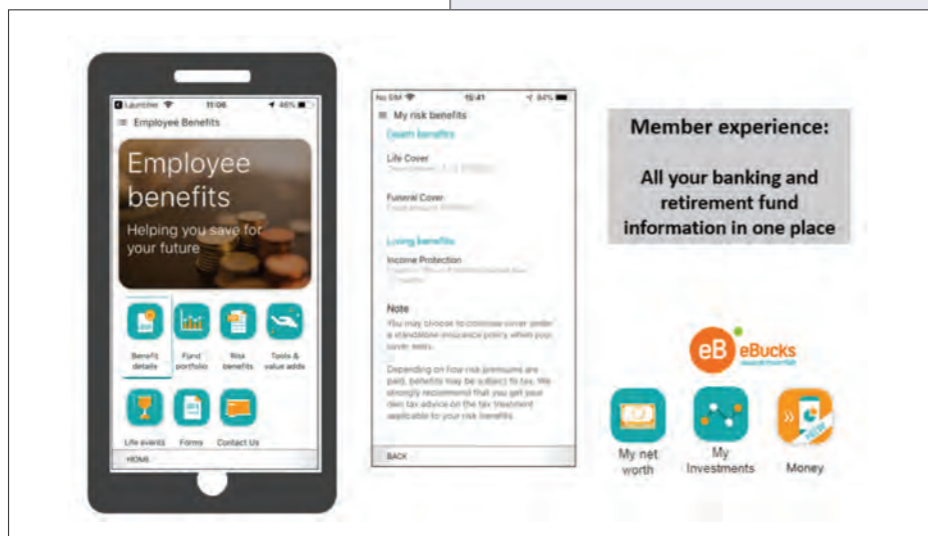 Launcher 11:06 46%
Employee Benefits
Employee
benefits
Helping you save for
your future
Benefit
details
Fund
portfolio
Risk
benefits
Tools &
value adds
Life events
Forms
Contact Us
HOME
No SIM 15:41 84%
My risk benefits
Death benefits
Life Cover
Funeral Cover
Living benefits
Income Protection
Note
You may choose to continue cover under
a standalone insurance policy when your
cover ends.
Depending on how risk premiums are
paid, benefits may be subject to tax. We
strongly recommend that you get your
own tax advice on the tax treatment
applicable to your risk benefits.
BACK
Member experience:
All your banking and
retirement fund
information in one place
eB eBucks
My net
worth
My
Investments
NEW
Money